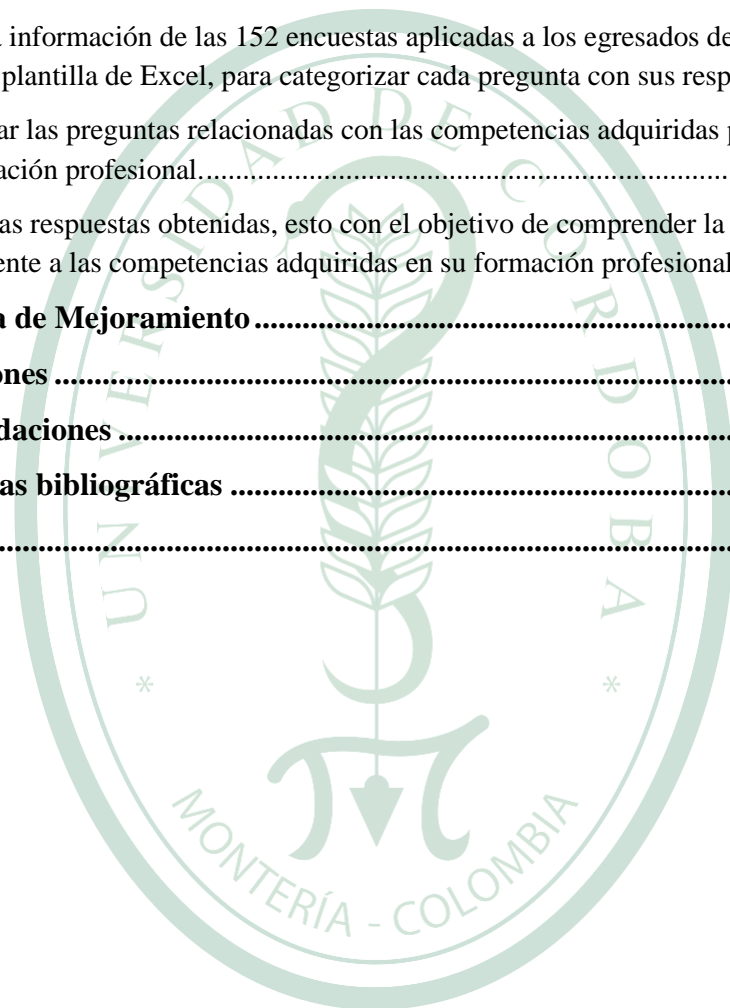 información de las 152 encuestas aplicadas a los egresados de
plantilla de Excel, para categorizar cada pregunta con sus resp
ar las preguntas relacionadas con las competencias adquiridas p
ación profesional.......................................................................................
as respuestas obtenidas, esto con el objetivo de comprender la
ente a las competencias adquiridas en su formación profesional
a de Mejoramiento.............................................................................
ones ...........................................................................................................
daciones .................................................................................................
as bibliográficas ..............................................................................
..................................................................................................................
UNIVERSIDAD DE CORDOBA
* *
MONTERÍA - COLOMBIA